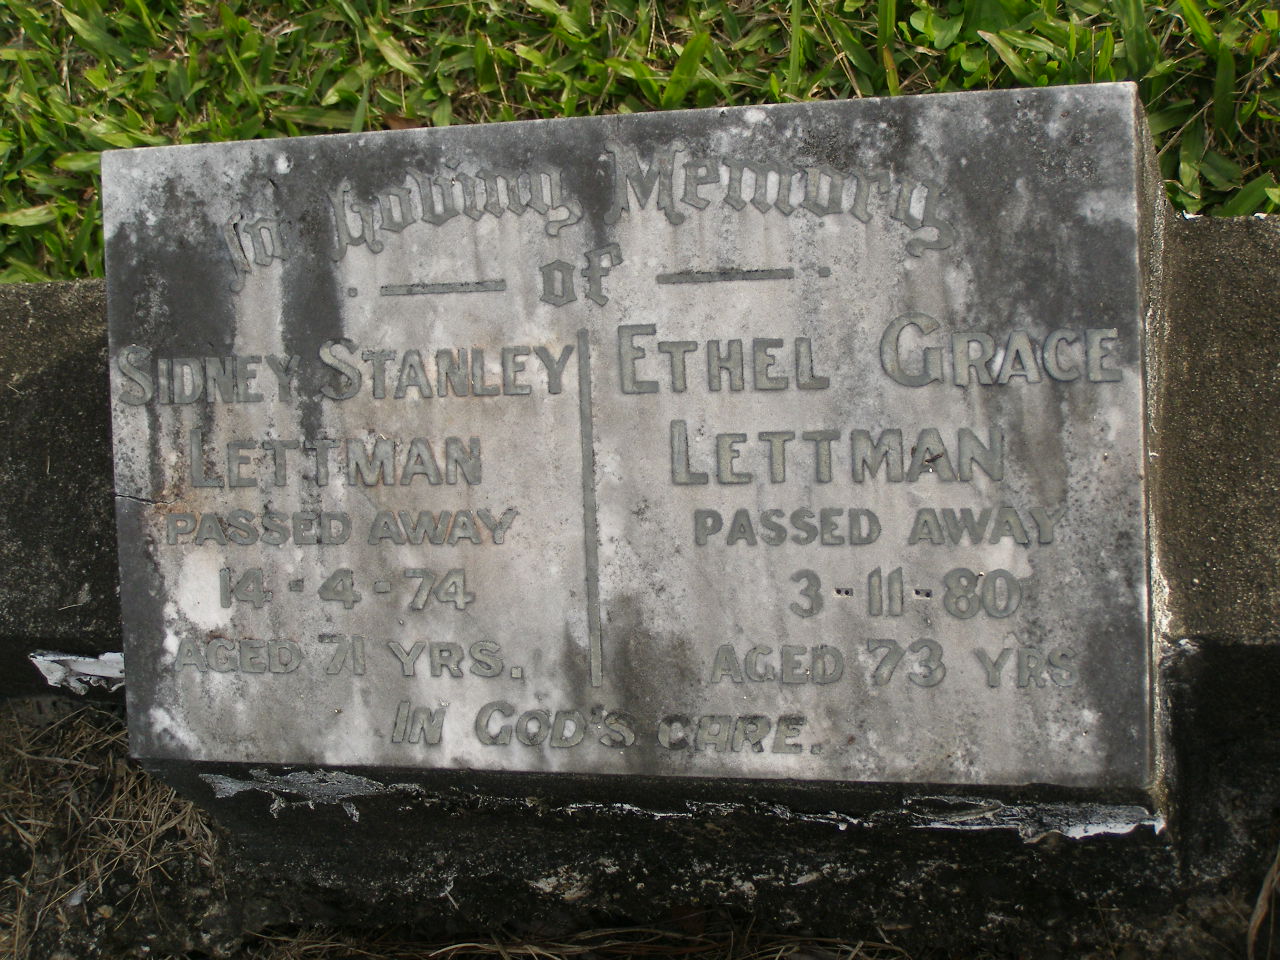 In Loving Memory
of
SIDNEY STANLEY
LETTMAN
PASSED AWAY
14-4-74
AGED 71 YRS.
ETHEL GRACE
LETTMAN
PASSED AWAY
3-11-80
AGED 73 YRS
IN GOD'S CARE.